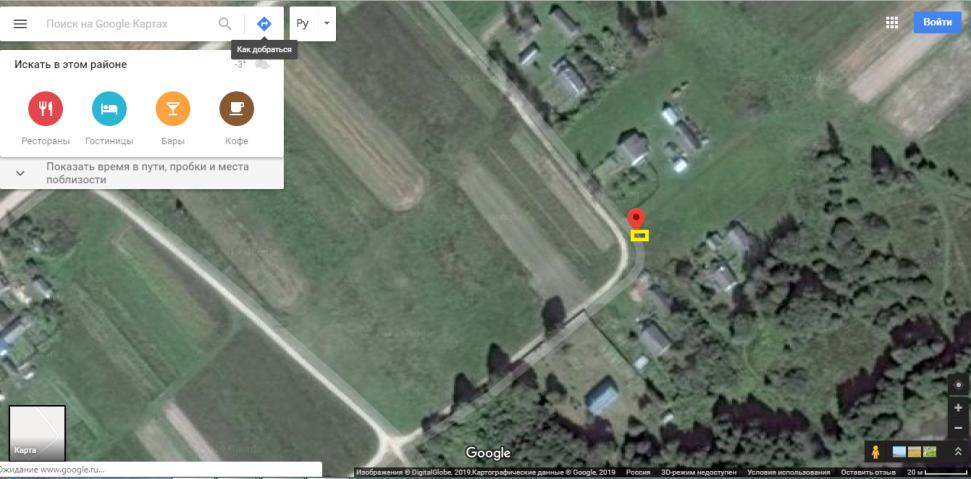 Поиск на Google Картах
Ру
Войти
Как добраться
Искать в этом районе
-3°
Рестораны
Гостиницы
Бары
Кофе
Показать время в пути, пробки и места
поблизости
Карта
Google
Ожидание www.google.ru...
Изображения © DigitalGlobe, 2019,Картографические данные © Google, 2019 Россия 3D-режим недоступен Условия использования Оставить отзыв 20 м